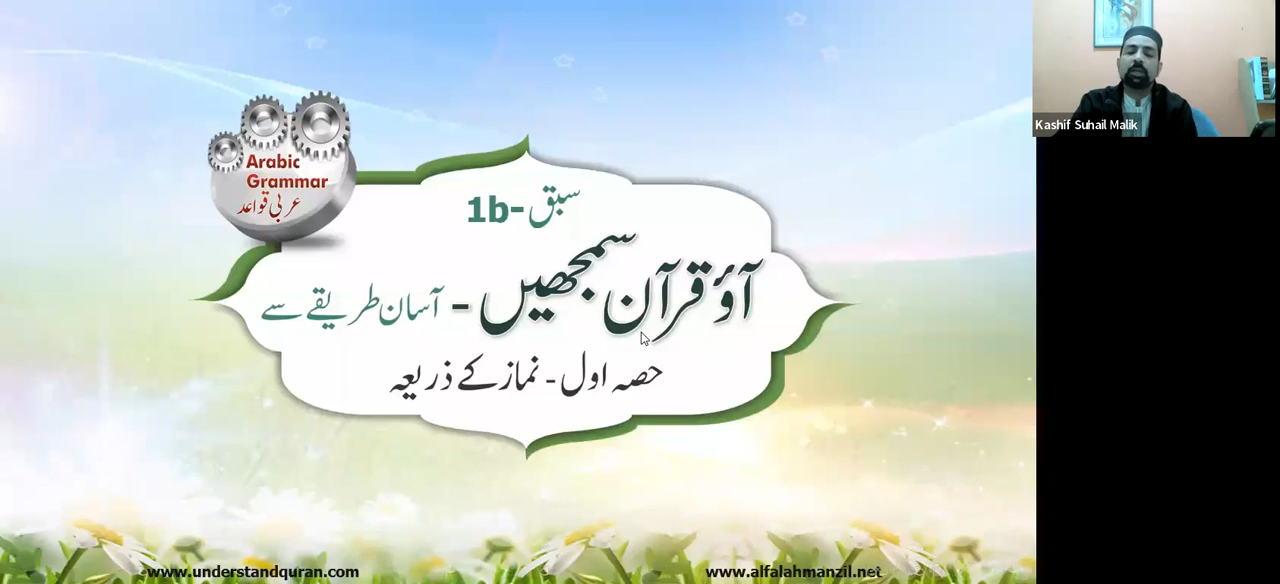 Kashif Suhail Malik
Arabic
Grammar
عربی قواعد
سبق -1b
آؤ قرآن سمجھیں - آسان طریقے سے
حصہ اول - نماز کے ذریعہ
www.understandquran.com
www.alfalahmanzil.net